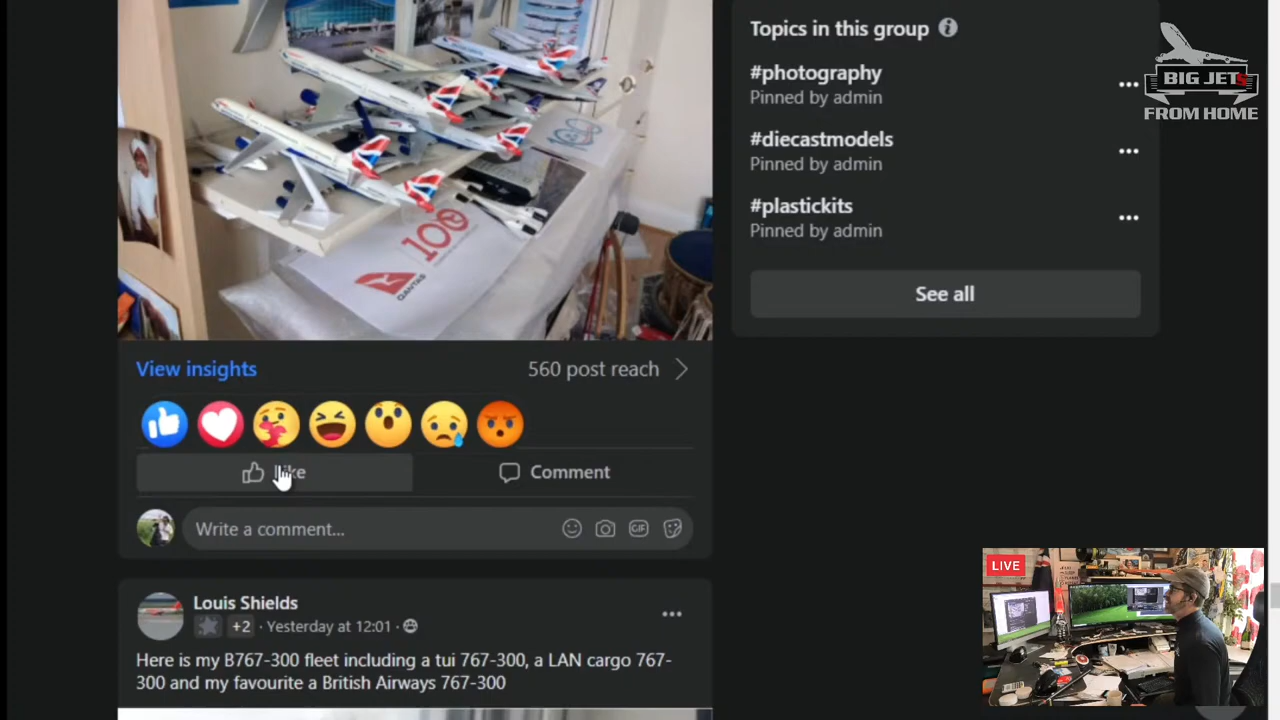 100
QANTAS
View insights
560 post reach
Like
Comment
Write a comment...
GIF
Louis Shields
+2 · Yesterday at 12:01 ·
Here is my B767-300 fleet including a tui 767-300, a LAN cargo 767-
300 and my favourite a British Airways 767-300
Topics in this group
#photography
Pinned by admin
#diecastmodels
Pinned by admin
#plastickits
Pinned by admin
See all
BIG JETs
FROM HOME
LIVE